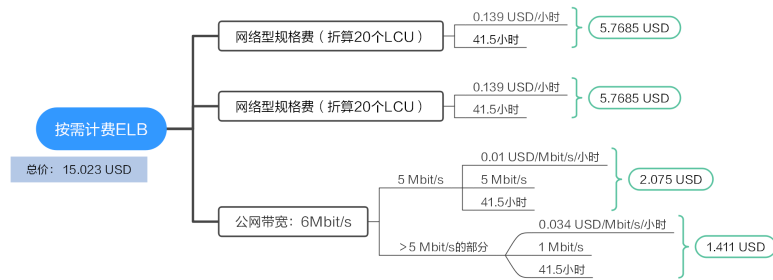 按需计费ELB
总价： 15.023 USD
网络型规格费（折算20个LCU）
0.139 USD/小时
41.5小时
5.7685 USD
网络型规格费（折算20个LCU）
0.139 USD/小时
41.5小时
5.7685 USD
公网带宽：6Mbit/s
5 Mbit/s
0.01 USD/Mbit/s/小时
5 Mbit/s
41.5小时
2.075 USD
＞5 Mbit/s的部分
0.034 USD/Mbit/s/小时
1 Mbit/s
41.5小时
1.411 USD